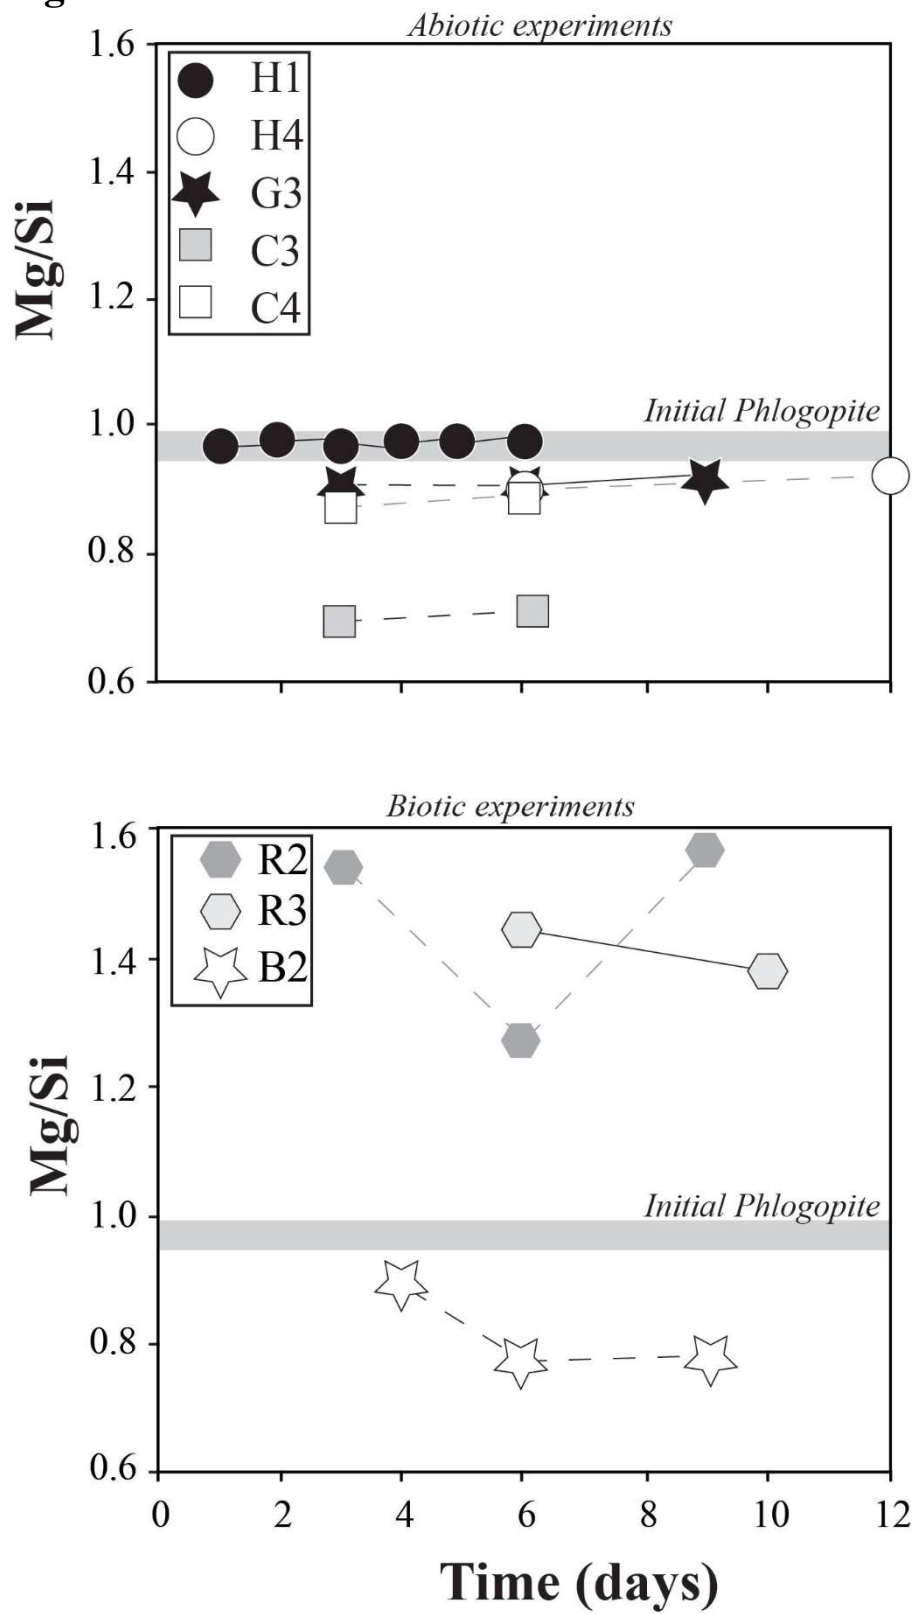 g
Abiotic experiments
1.6
H1
H4
G3
C3
C4
1.4
1.2
1.0
0.8
0.6
Mg/Si
Initial Phlogopite
Biotic experiments
1.6
R2
R3
B2
1.4
1.2
1.0
0.8
0.6
Mg/Si
Initial Phlogopite
0 2 4 6 8 10 12
Time (days)